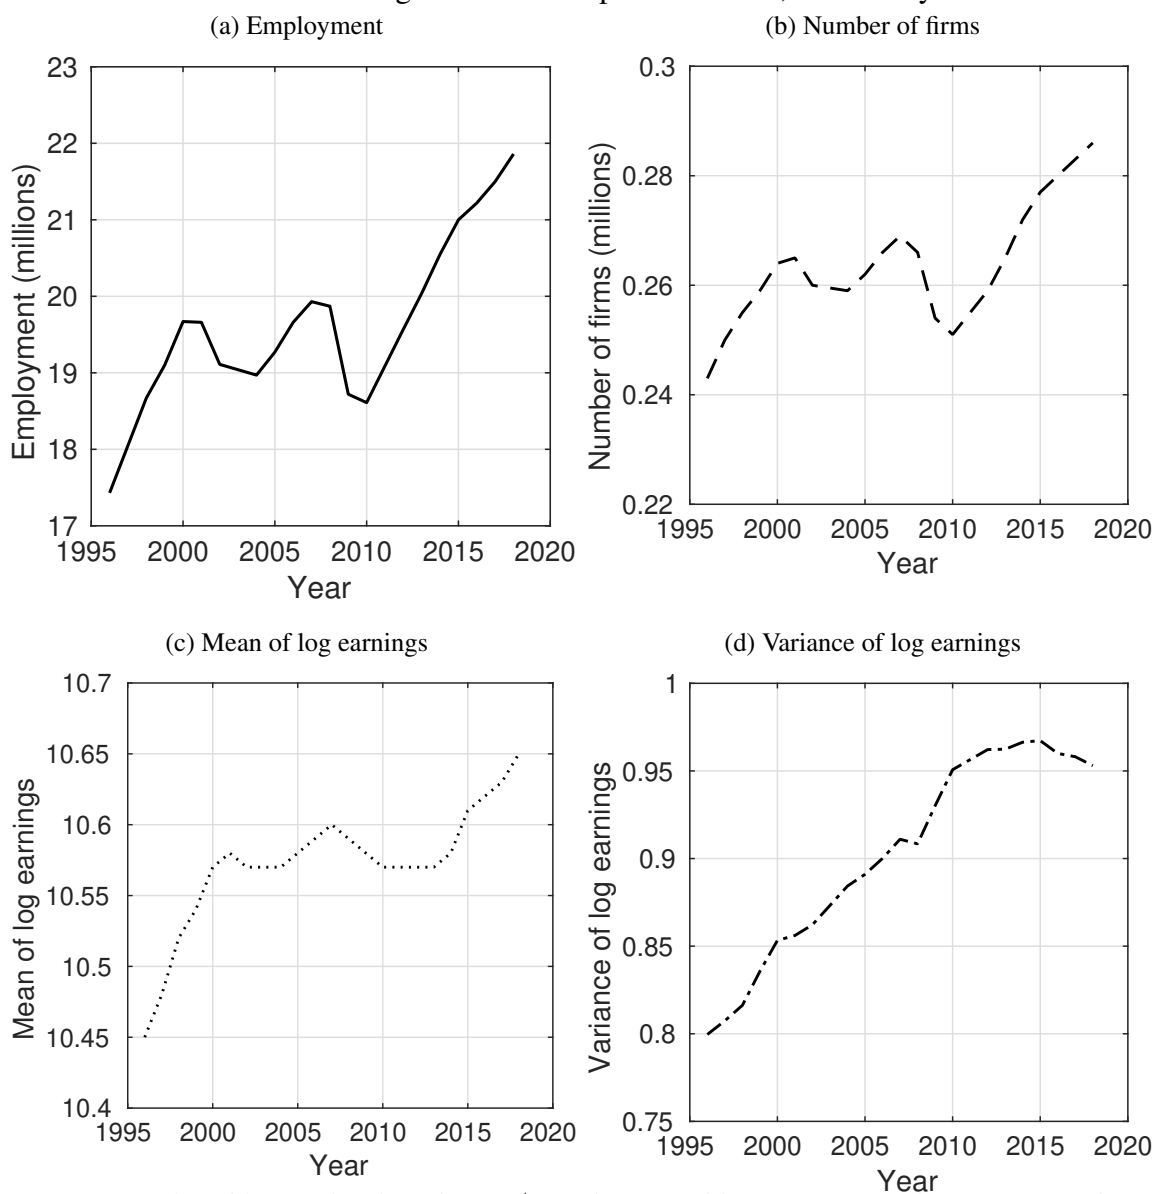 (a) Employment
23
22
21
20
19
18
17
1995 2000 2005 2010 2015 2020
Employment (millions)
Year
(b) Number of firms
0.3
0.28
0.26
0.24
0.22
1995 2000 2005 2010 2015 2020
Number of firms (millions)
Year
(c) Mean of log earnings
10.7
10.65
10.6
10.55
10.5
10.45
10.4
1995 2000 2005 2010 2015 2020
Mean of log earnings
Year
(d) Variance of log earnings
1
0.95
0.9
0.85
0.8
0.75
1995 2000 2005 2010 2015 2020
Variance of log earnings
Year